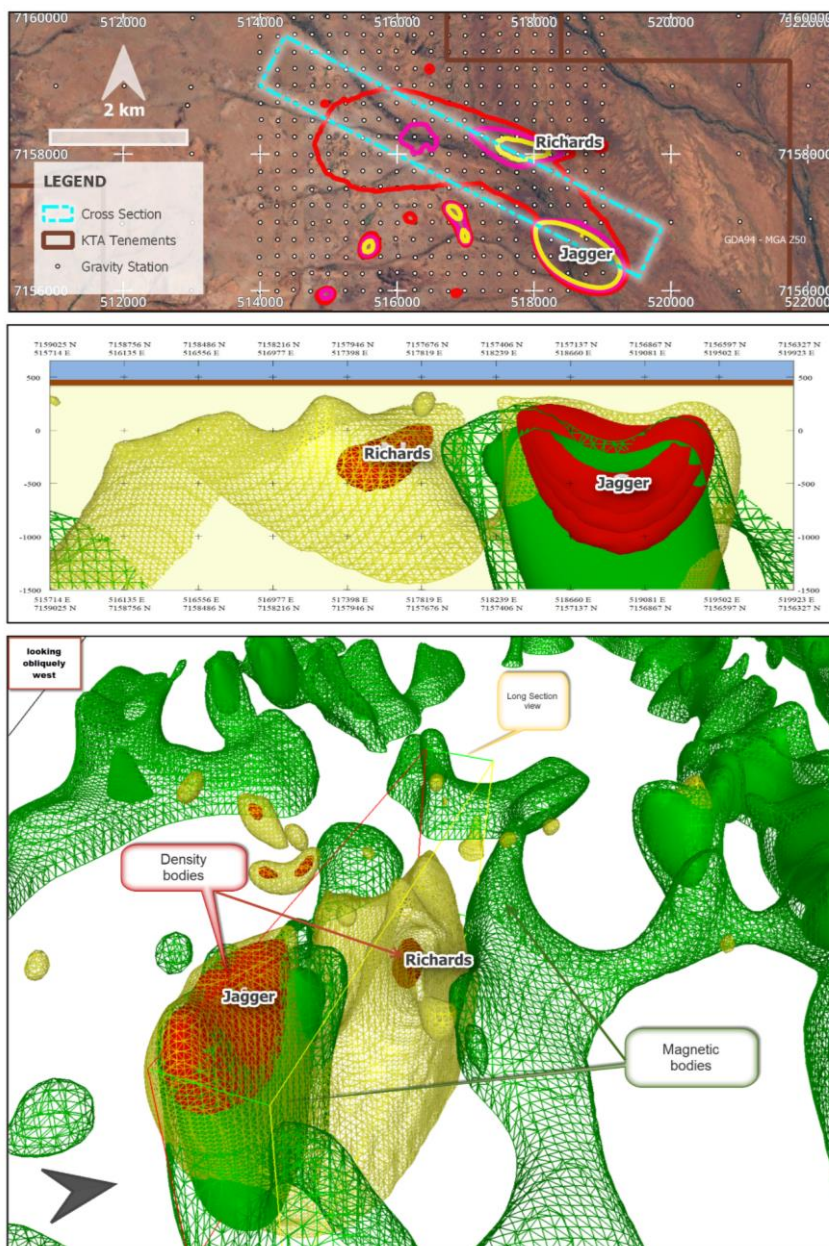 7160000
514000
516000
518000
520000
7160000
522000
2 km
7158000
Richards
7158000
LEGEND
Cross Section
KTA Tenements
Gravity Station
Jagger
GDA94 - MGA Z50
7156000
512000
514000
516000
518000
520000
7156000
522000
7159025 N 7158756 N 7158486 N 7158216 N 7157946 N 7157676 N 7157406 N 7157137 N 7156867 N 7156597 N 7156327 N
515714 E 516135 E 516556 E 516977 E 517398 E 517819 E 518239 E 518660 E 519081 E 519502 E 519923 E
500 500
0 0
Richards
-500 Jagger -500
-1000 -1000
-1500 -1500
515714 E 516135 E 516556 E 516977 E 517398 E 517819 E 518239 E 518660 E 519081 E 519502 E 519923 E
7159025 N 7158756 N 7158486 N 7158216 N 7157946 N 7157676 N 7157406 N 7157137 N 7156867 N 7156597 N 7156327 N
looking
obliquely
west
Long Section
view
Density
bodies
Richards
Jagger
Magnetic
bodies